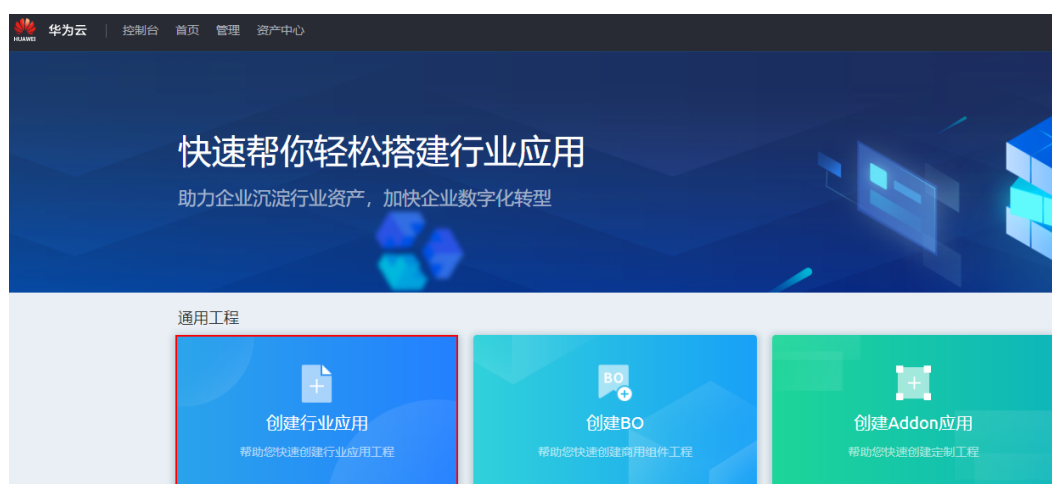 HUAWEI 华为云 控制台 首页 管理 资产中心
快速帮你轻松搭建行业应用
助力企业沉淀行业资产，加快企业数字化转型
通用工程
BO
创建行业应用 创建BO 创建Addon应用
帮助您快速创建行业应用工程 帮助您快速创建商用组件工程 帮助您快速创建定制工程